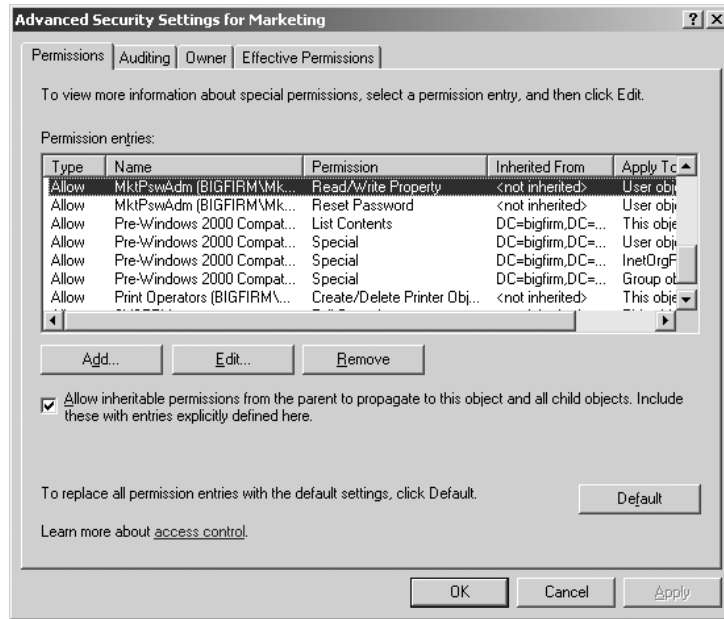 Advanced Security Settings for Marketing
Permissions Auditing Owner Effective Permissions
To view more information about special permissions, select a permission entry, and then click Edit.
Permission entries:
Type Name Permission Inherited From Apply To
Allow MktPswAdm (BIGFIRM\Mk... Read/Write Property <not inherited> User obj
Allow MktPswAdm (BIGFIRM\Mk... Reset Password <not inherited> User obj
Allow Pre-Windows 2000 Compat... List Contents DC=bigfirm,DC=... This obje
Allow Pre-Windows 2000 Compat... Special DC=bigfirm,DC=... User obj
Allow Pre-Windows 2000 Compat... Special DC=bigfirm,DC=... InetOrgP
Allow Pre-Windows 2000 Compat... Special DC=bigfirm,DC=... Group ob
Allow Print Operators (BIGFIRM\... Create/Delete Printer Obj... <not inherited> This obje
Add... Edit... Remove
Allow inheritable permissions from the parent to propagate to this object and all child objects. Include
these with entries explicitly defined here.
To replace all permission entries with the default settings, click Default.
Default
Learn more about access control.
OK Cancel Apply